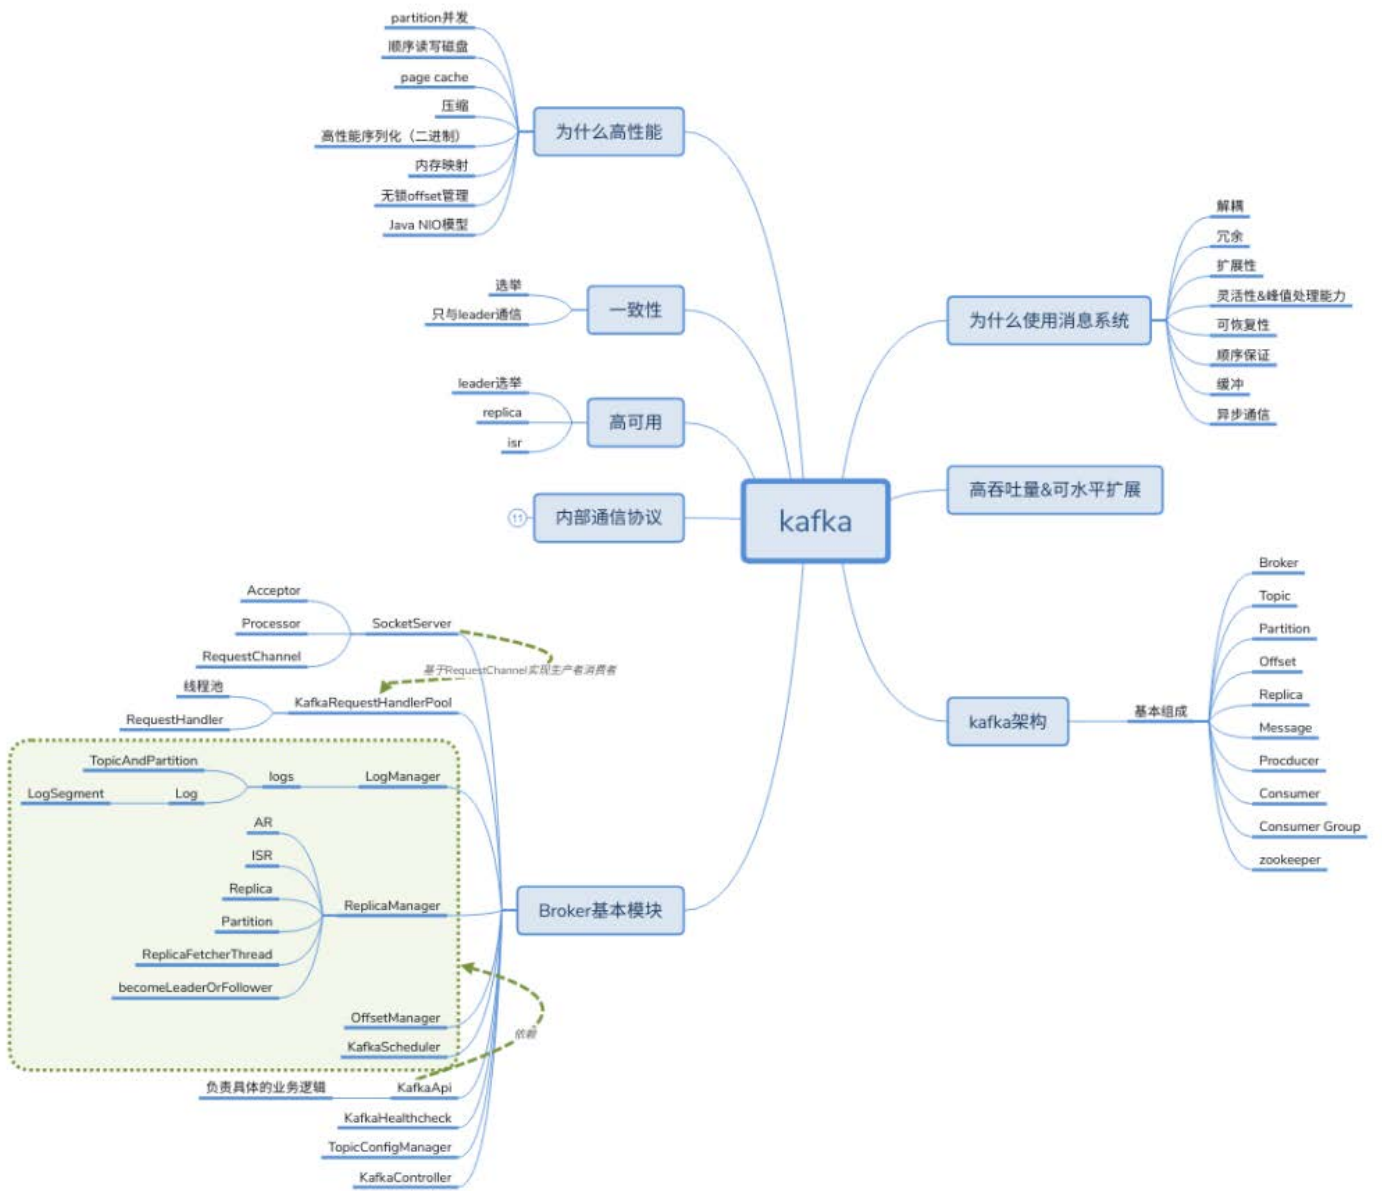 kafka
为什么高性能
partition并发
顺序读写磁盘
page cache
压缩
高性能序列化（二进制）
内存映射
无锁offset管理
Java NIO模型
一致性
选举
只与leader通信
高可用
leader选举
replica
isr
内部通信协议
11
Broker基本模块
SocketServer
Acceptor
Processor
RequestChannel
基于RequestChannel实现生产者消费者
KafkaRequestHandlerPool
线程池
RequestHandler
LogManager
logs
TopicAndPartition
Log
LogSegment
ReplicaManager
AR
ISR
Replica
Partition
ReplicaFetcherThread
becomeLeaderOrFollower
OffsetManager
KafkaScheduler
依赖
KafkaApi
负责具体的业务逻辑
KafkaHealthcheck
TopicConfigManager
KafkaController
为什么使用消息系统
解耦
冗余
扩展性
灵活性&峰值处理能力
可恢复性
顺序保证
缓冲
异步通信
高吞吐量&可水平扩展
kafka架构
基本组成
Broker
Topic
Partition
Offset
Replica
Message
Procducer
Consumer
Consumer Group
zookeeper